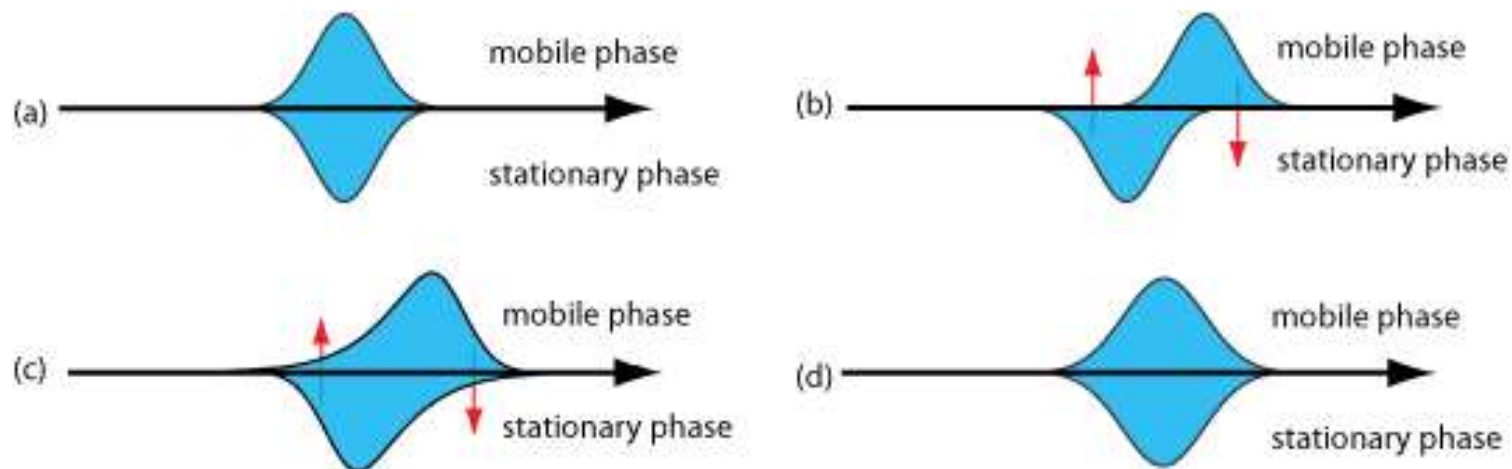 mobile phase
(a)
stationary phase
mobile phase
(b)
stationary phase
mobile phase
(c)
stationary phase
mobile phase
(d)
stationary phase